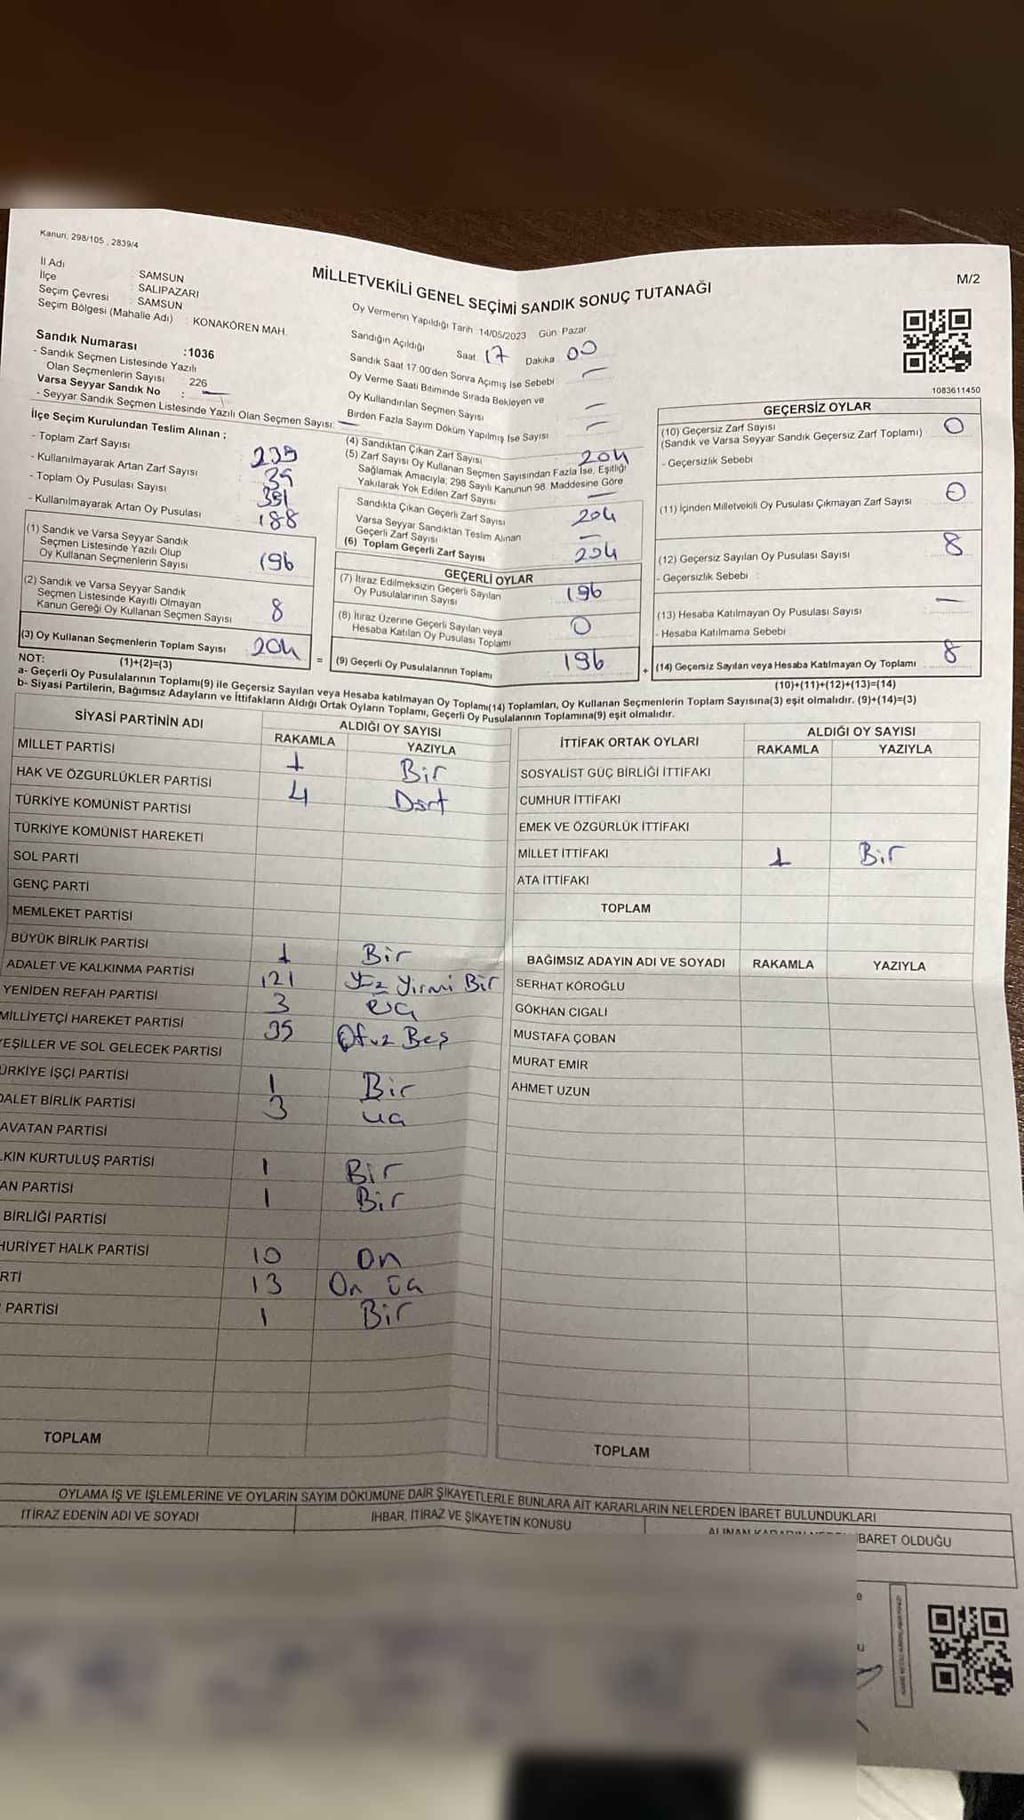 Kanun: 298/105 , 2839/4
MİLLETVEKİLİ GENEL SEÇİMİ SANDIK SONUÇ TUTANAĞI
M/2
İl Adı : SAMSUN
İlçe : SALIPAZARI
Seçim Çevresi : SAMSUN
Seçim Bölgesi (Mahalle Adı) : KONAKÖREN MAH.
Sandık Numarası :1036
- Sandık Seçmen Listesinde Yazılı
Olan Seçmenlerin Sayısı 226
Varsa Seyyar Sandık No : —
- Seyyar Sandık Seçmen Listesinde Yazılı Olan Seçmen Sayısı: —
Oy Vermenin Yapıldığı Tarih : 14/05/2023 Gün: Pazar
Sandığın Açıldığı Saat 17 Dakika 00
Sandık Saat 17:00'den Sonra Açımış İse Sebebi —
Oy Verme Saati Bitiminde Sırada Bekleyen ve
Oy Kullandırılan Seçmen Sayısı —
Birden Fazla Sayım Döküm Yapılmış İse Sayısı —
1083611450
İlçe Seçim Kurulundan Teslim Alınan :
- Toplam Zarf Sayısı 239
- Kullanılmayarak Artan Zarf Sayısı 35
- Toplam Oy Pusulası Sayısı
- Kullanılmayarak Artan Oy Pusulası 188
(1) Sandık ve Varsa Seyyar Sandık
Seçmen Listesinde Yazılı Olup
Oy Kullanan Seçmenlerin Sayısı 196
(2) Sandık ve Varsa Seyyar Sandık
Seçmen Listesinde Kayıtlı Olmayan
Kanun Gereği Oy Kullanan Seçmen Sayısı 8
(3) Oy Kullanan Seçmenlerin Toplam Sayısı 204
(1)+(2)=(3)
(4) Sandıktan Çıkan Zarf Sayısı 204
(5) Zarf Sayısı Oy Kullanan Seçmen Sayısından Fazla İse, Eşitliği
Sağlamak Amacıyla; 298 Sayılı Kanunun 98. Maddesine Göre
Yakılarak Yok Edilen Zarf Sayısı —
Sandıkta Çıkan Geçerli Zarf Sayısı 204
Varsa Seyyar Sandıktan Teslim Alınan
Geçerli Zarf Sayısı —
(6) Toplam Geçerli Zarf Sayısı 204
GEÇERLİ OYLAR
(7) İtiraz Edilmeksizin Geçerli Sayılan
Oy Pusulalarının Sayısı 196
(8) İtiraz Üzerine Geçerli Sayılan veya
Hesaba Katılan Oy Pusulası Toplamı 0
= (9) Geçerli Oy Pusulalarının Toplamı 196
GEÇERSİZ OYLAR
(10) Geçersiz Zarf Sayısı 0
(Sandık ve Varsa Seyyar Sandık Geçersiz Zarf Toplamı)
- Geçersizlik Sebebi
(11) İçinden Milletvekili Oy Pusulası Çıkmayan Zarf Sayısı 0
(12) Geçersiz Sayılan Oy Pusulası Sayısı 8
- Geçersizlik Sebebi :
(13) Hesaba Katılmayan Oy Pusulası Sayısı —
- Hesaba Katılmama Sebebi
+ (14) Geçersiz Sayılan veya Hesaba Katılmayan Oy Toplamı 8
(10)+(11)+(12)+(13)=(14)
NOT:
a- Geçerli Oy Pusulalarının Toplamı(9) ile Geçersiz Sayılan veya Hesaba katılmayan Oy Toplamı(14) Toplamları, Oy Kullanan Seçmenlerin Toplam Sayısına(3) eşit olmalıdır. (9)+(14)=(3)
b- Siyasi Partilerin, Bağımsız Adayların ve İttifakların Aldığı Ortak Oyların Toplamı, Geçerli Oy Pusulalarının Toplamına(9) eşit olmalıdır.
SİYASİ PARTİNİN ADI ALDIĞI OY SAYISI
RAKAMLA YAZIYLA
MİLLET PARTİSİ 1 Bir
HAK VE ÖZGÜRLÜKLER PARTİSİ 4 Dört
TÜRKİYE KOMÜNİST PARTİSİ
TÜRKİYE KOMÜNİST HAREKETİ
SOL PARTİ
GENÇ PARTİ
MEMLEKET PARTİSİ
BÜYÜK BİRLİK PARTİSİ 1 Bir
ADALET VE KALKINMA PARTİSİ 121 Yüz Yirmi Bir
YENİDEN REFAH PARTİSİ 3 üç
MİLLİYETÇİ HAREKET PARTİSİ 35 Otuz Beş
YEŞİLLER VE SOL GELECEK PARTİSİ
ÜRKİYE İŞÇİ PARTİSİ 1 Bir
DALET BİRLİK PARTİSİ 3 üç
AVATAN PARTİSİ
LKIN KURTULUŞ PARTİSİ 1 Bir
AN PARTİSİ 1 Bir
BİRLİĞİ PARTİSİ
HURİYET HALK PARTİSİ 10 On
RTİ 13 On üç
PARTİSİ 1 Bir
TOPLAM
İTTİFAK ORTAK OYLARI ALDIĞI OY SAYISI
RAKAMLA YAZIYLA
SOSYALİST GÜÇ BİRLİĞİ İTTİFAKI
CUMHUR İTTİFAKI
EMEK VE ÖZGÜRLÜK İTTİFAKI
MİLLET İTTİFAKI 1 Bir
ATA İTTİFAKI
TOPLAM
BAĞIMSIZ ADAYIN ADI VE SOYADI RAKAMLA YAZIYLA
SERHAT KÖROĞLU
GÖKHAN CIGALI
MUSTAFA ÇOBAN
MURAT EMİR
AHMET UZUN
TOPLAM
OYLAMA İŞ VE İŞLEMLERİNE VE OYLARIN SAYIM DÖKÜMÜNE DAİR ŞİKAYETLERLE BUNLARA AİT KARARLARIN NELERDEN İBARET BULUNDUKLARI
İTİRAZ EDENİN ADI VE SOYADI İHBAR, İTİRAZ VE ŞİKAYETİN KONUSU İBARET OLDUĞU